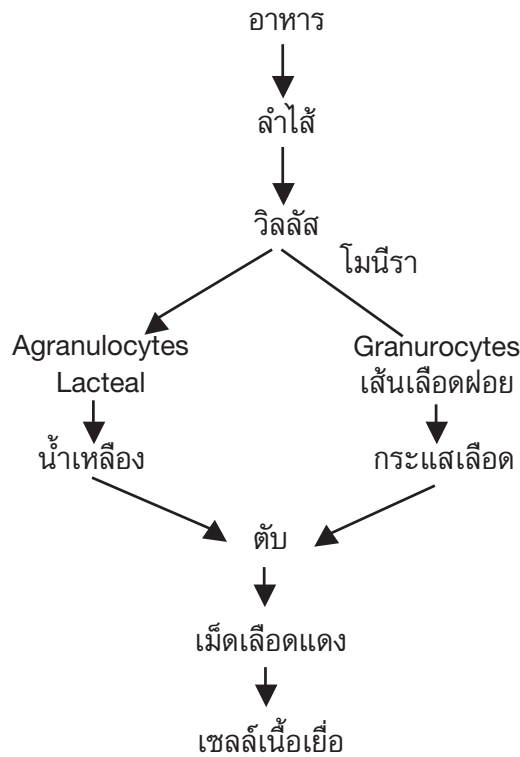 อาหาร
ลำไส้
วิลลัส
โมนีรา
Agranulocytes
Lacteal
Granurocytes
เส้นเลือดฝอย
น้ำเหลือง
กระแสเลือด
ตับ
เม็ดเลือดแดง
เซลล์เนื้อเยื่อ